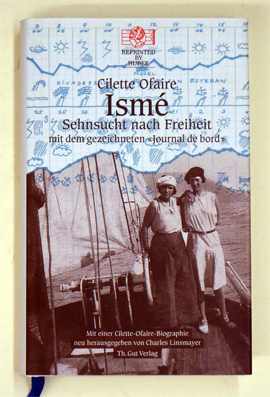 REPRINTED
BY
HUBER
Cilette Ofaire
Ismé
Sehnsucht nach Freiheit
mit dem gezeichneten «Journal de bord»
Mit einer Cilette-Ofaire-Biographie
neu herausgegeben von Charles Linsmayer
Th. Gut Verlag